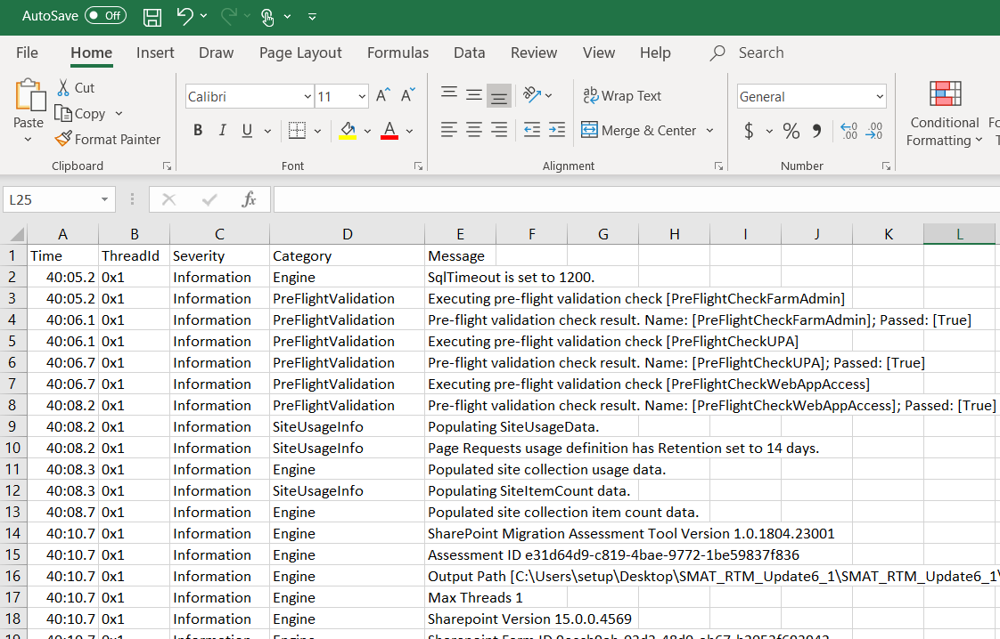 AutoSave Off
File Home Insert Draw Page Layout Formulas Data Review View Help Search
Paste Cut Copy Format Painter Clipboard
Calibri 11 B I U A Font
ab Wrap Text Merge & Center Alignment
General $ % Number
Conditional Formatting
L25 fx
A B C D E F G H I J K L
1 Time ThreadId Severity Category Message
2 40:05.2 0x1 Information Engine SqlTimeout is set to 1200.
3 40:05.2 0x1 Information PreFlightValidation Executing pre-flight validation check [PreFlightCheckFarmAdmin]
4 40:06.1 0x1 Information PreFlightValidation Pre-flight validation check result. Name: [PreFlightCheckFarmAdmin]; Passed: [True]
5 40:06.1 0x1 Information PreFlightValidation Executing pre-flight validation check [PreFlightCheckUPA]
6 40:06.7 0x1 Information PreFlightValidation Pre-flight validation check result. Name: [PreFlightCheckUPA]; Passed: [True]
7 40:06.7 0x1 Information PreFlightValidation Executing pre-flight validation check [PreFlightCheckWebAppAccess]
8 40:08.2 0x1 Information PreFlightValidation Pre-flight validation check result. Name: [PreFlightCheckWebAppAccess]; Passed: [True]
9 40:08.2 0x1 Information SiteUsageInfo Populating SiteUsageData.
10 40:08.2 0x1 Information SiteUsageInfo Page Requests usage definition has Retention set to 14 days.
11 40:08.3 0x1 Information Engine Populated site collection usage data.
12 40:08.3 0x1 Information SiteUsageInfo Populating SiteItemCount data.
13 40:08.7 0x1 Information Engine Populated site collection item count data.
14 40:10.7 0x1 Information Engine SharePoint Migration Assessment Tool Version 1.0.1804.23001
15 40:10.7 0x1 Information Engine Assessment ID e31d64d9-c819-4bae-9772-1be59837f836
16 40:10.7 0x1 Information Engine Output Path [C:\Users\setup\Desktop\SMAT_RTM_Update6_1\SMAT_RTM_Update6_1\
17 40:10.7 0x1 Information Engine Max Threads 1
18 40:10.7 0x1 Information Engine Sharepoint Version 15.0.0.4569